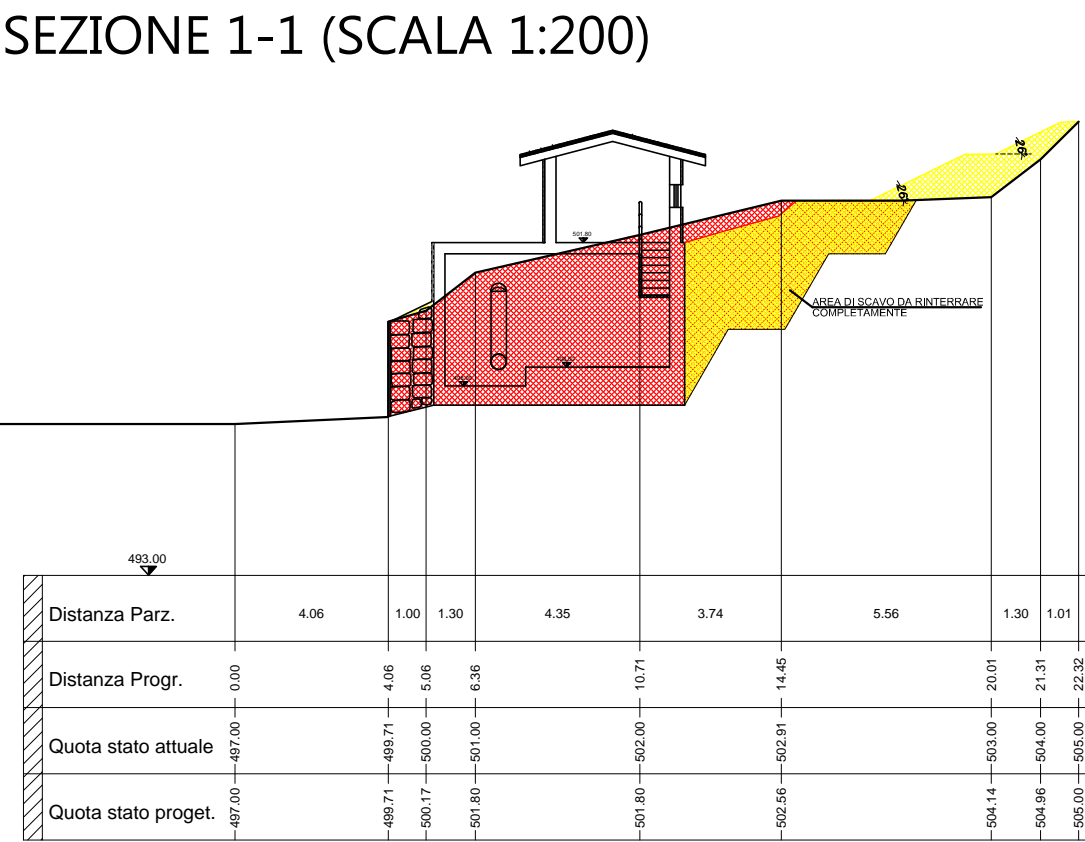 SEZIONE 1-1 (SCALA 1:200)
26°
26°
501.80
AREA DI SCAVO DA RINTERRARE
COMPLETAMENTE
493.00
Distanza Parz. 4.06 1.00 1.30 4.35 3.74 5.56 1.30 1.01
Distanza Progr. 0.00 4.06 5.06 6.36 10.71 14.45 20.01 21.31 22.32
Quota stato attuale 497.00 499.71 500.00 501.00 502.00 502.91 503.00 504.00 505.00
Quota stato proget. 497.00 499.71 500.17 501.80 501.80 502.56 504.14 504.96 505.00